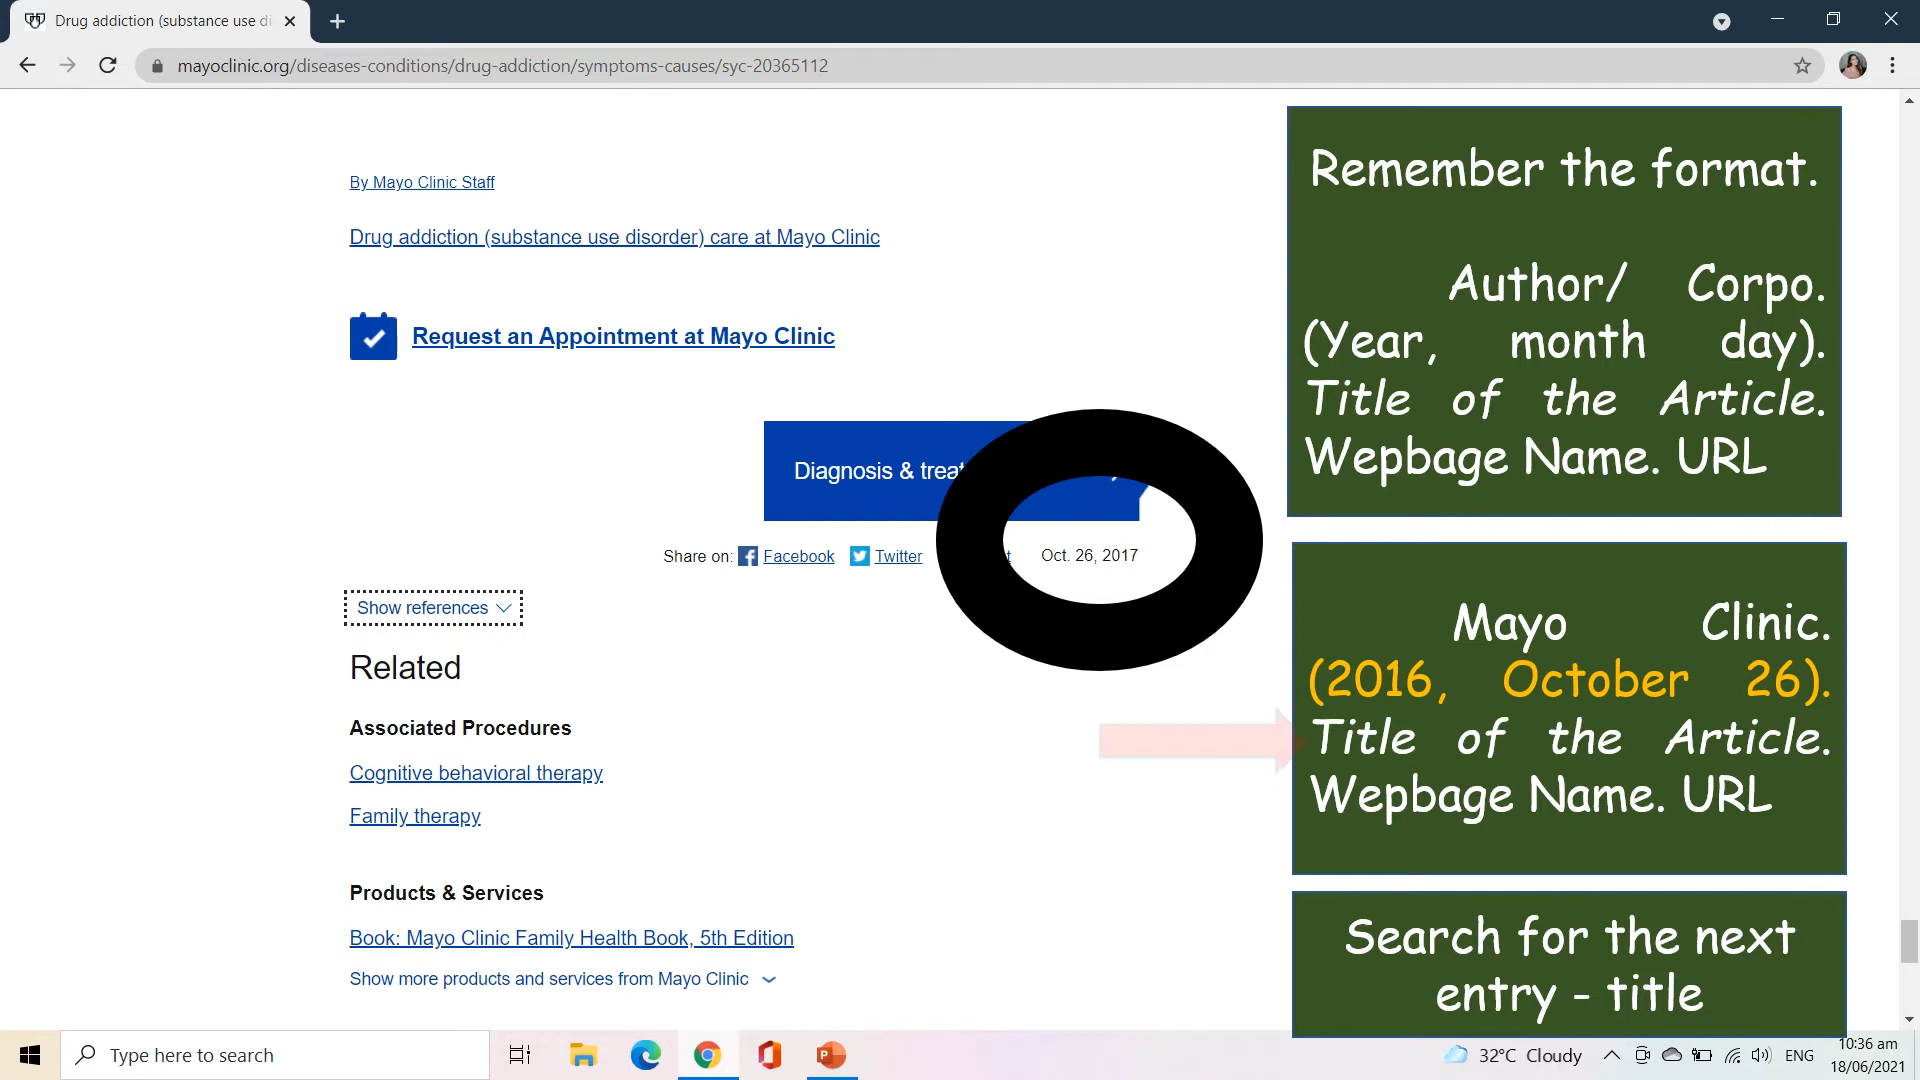 Drug addiction (substance use di
mayoclinic.org/diseases-conditions/drug-addiction/symptoms-causes/syc-20365112
By Mayo Clinic Staff
Drug addiction (substance use disorder) care at Mayo Clinic
Request an Appointment at Mayo Clinic
Diagnosis & treat
Share on: Facebook Twitter t Oct. 26, 2017
Show references
Related
Associated Procedures
Cognitive behavioral therapy
Family therapy
Products & Services
Book: Mayo Clinic Family Health Book, 5th Edition
Show more products and services from Mayo Clinic
Remember the format.
Author/ Corpo.
(Year, month day).
Title of the Article.
Wepbage Name. URL
Mayo Clinic.
(2016, October 26).
Title of the Article.
Wepbage Name. URL
Search for the next
entry - title
Type here to search
32°C Cloudy
ENG
10:36 am
18/06/2021